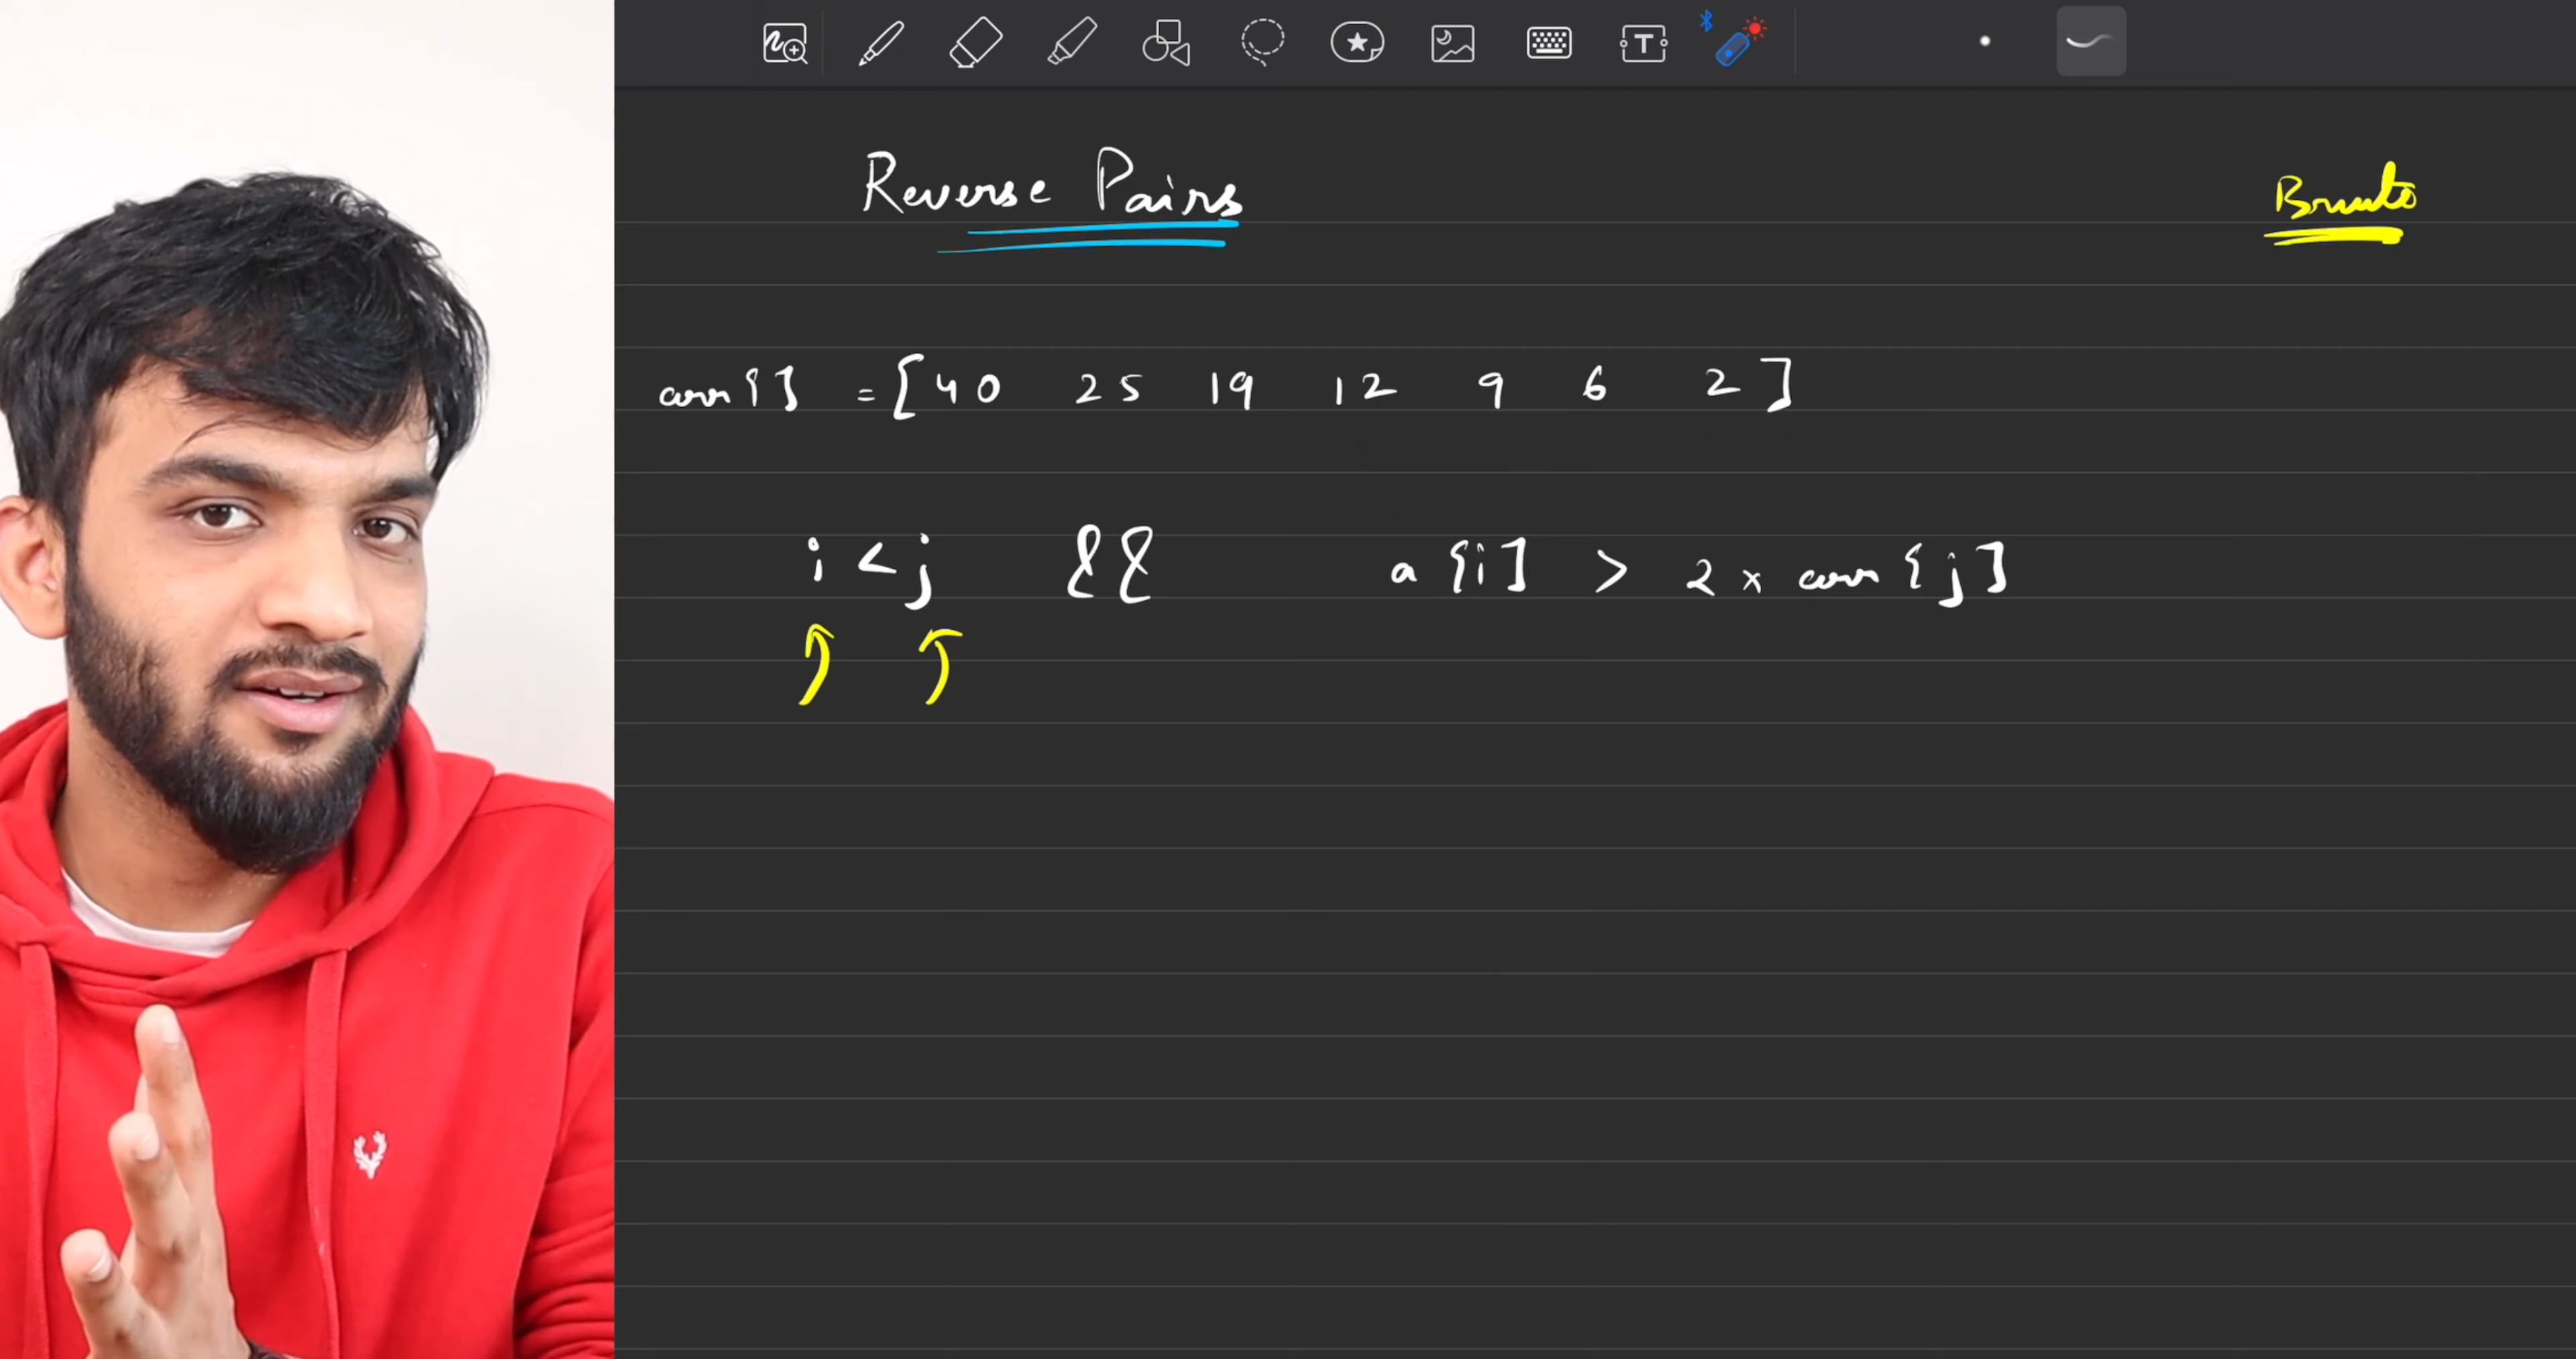 Reverse Pairs
Brute
arr[] = [40 25 19 12 9 6 2]
i < j && a[i] > 2 x arr[j]